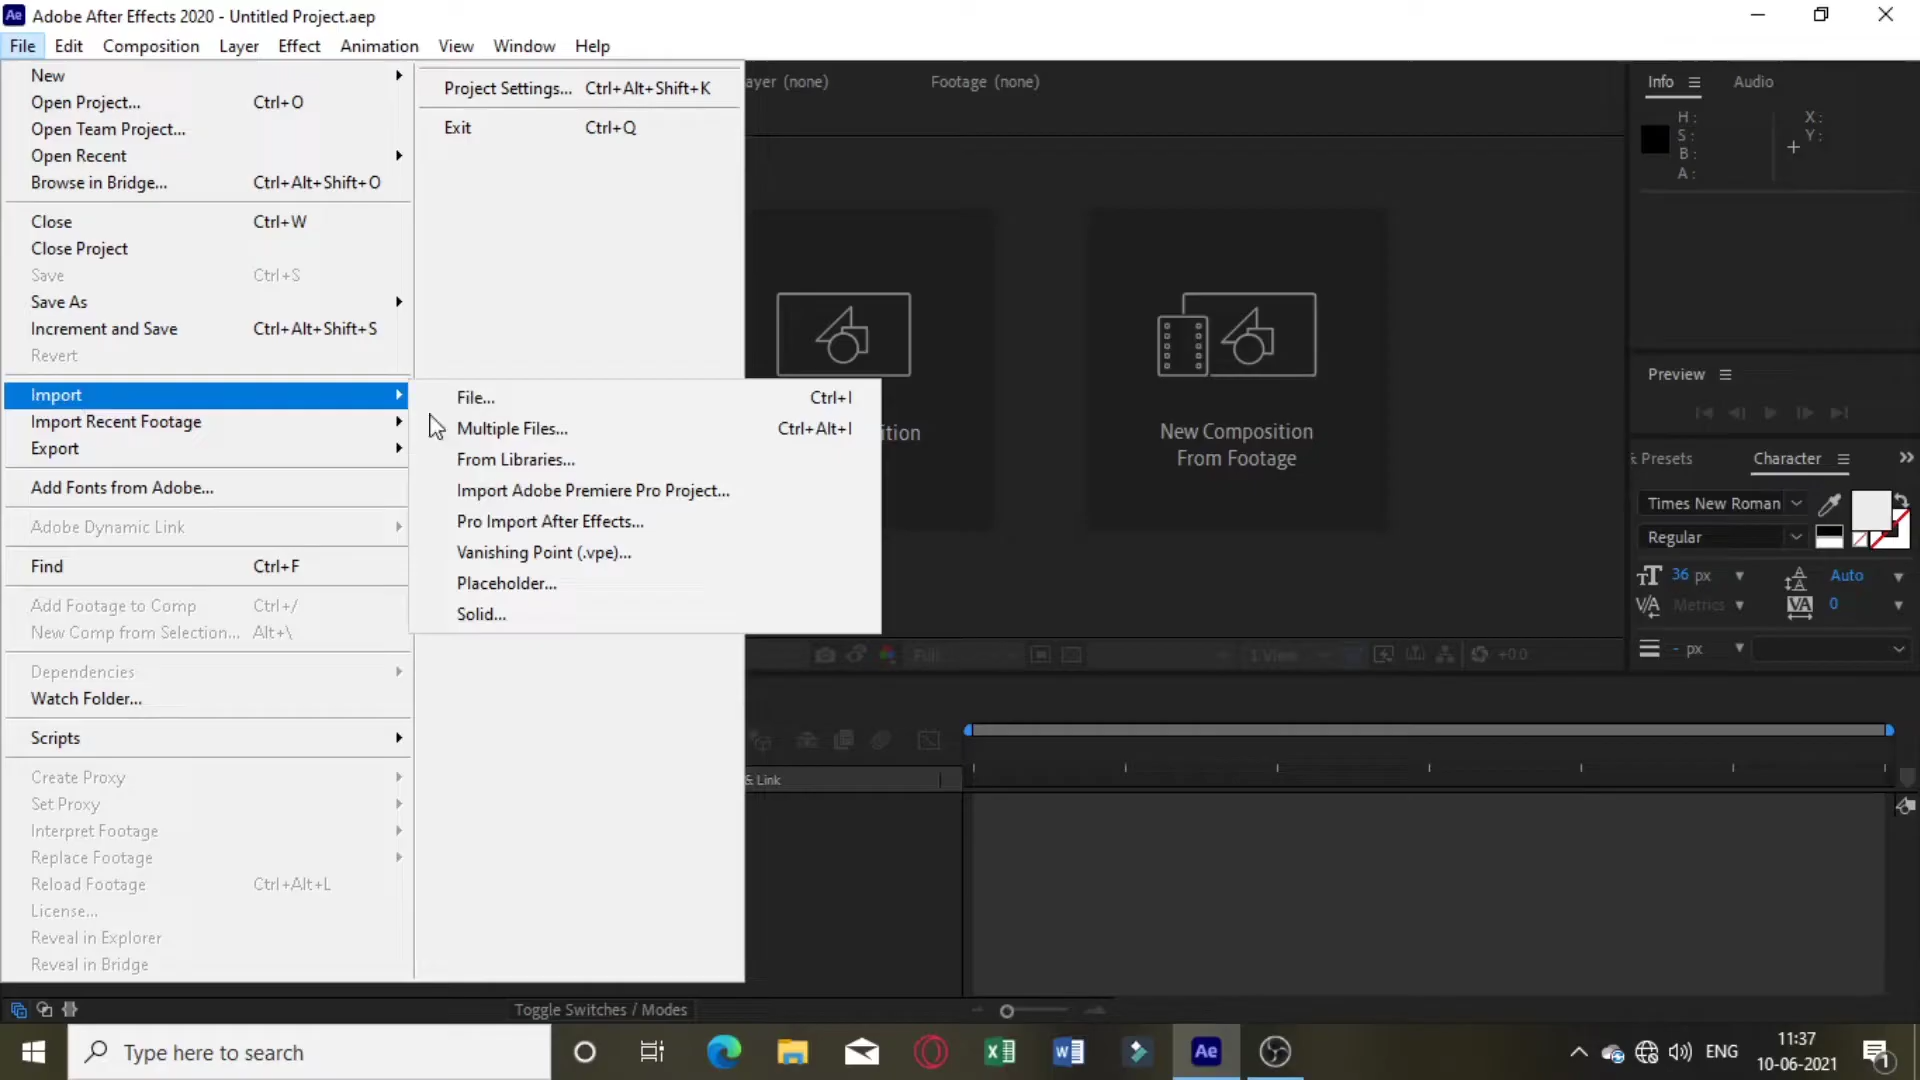 Ae Adobe After Effects 2020 - Untitled Project.aep
File Edit Composition Layer Effect Animation View Window Help
New
Open Project... Ctrl+O
Open Team Project...
Open Recent
Browse in Bridge... Ctrl+Alt+Shift+O
Close Ctrl+W
Close Project
Save Ctrl+S
Save As
Increment and Save Ctrl+Alt+Shift+S
Revert
Import
Import Recent Footage
Export
Add Fonts from Adobe...
Adobe Dynamic Link
Find Ctrl+F
Add Footage to Comp Ctrl+/
New Comp from Selection... Alt+\
Dependencies
Watch Folder...
Scripts
Create Proxy
Set Proxy
Interpret Footage
Replace Footage
Reload Footage Ctrl+Alt+L
License...
Reveal in Explorer
Reveal in Bridge
Project Settings... Ctrl+Alt+Shift+K
Exit Ctrl+Q
File... Ctrl+I
Multiple Files... Ctrl+Alt+I
From Libraries...
Import Adobe Premiere Pro Project...
Pro Import After Effects...
Vanishing Point (.vpe)...
Placeholder...
Solid...
ayer (none) Footage (none)
ition
New Composition
From Footage
Full 1 View +0.0
& Link
Info Audio
H: X:
S: Y:
B:
A:
Preview
& Presets Character
Times New Roman
Regular
36 px Auto
Metrics 0
- px
Toggle Switches / Modes
Type here to search
Ae
ENG
11:37
10-06-2021
1